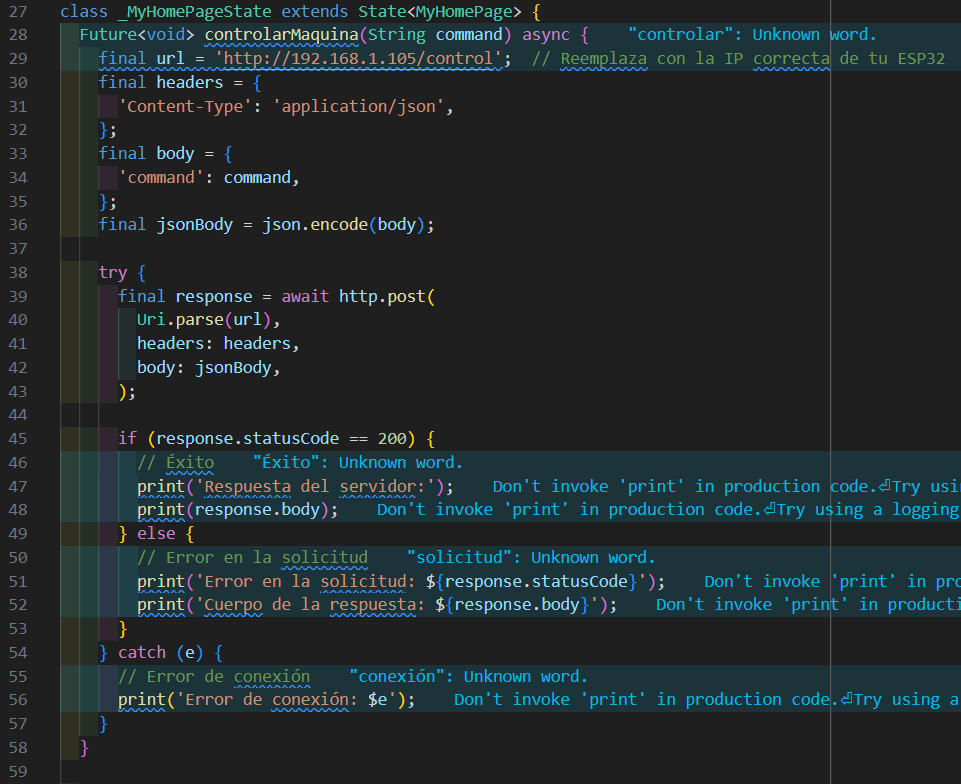 27 class _MyHomePageState extends State<MyHomePage> {
28 Future<void> controlarMaquina(String command) async { "controlar": Unknown word.
29 final url = 'http://192.168.1.105/control'; // Reemplaza con la IP correcta de tu ESP32
30 final headers = {
31 'Content-Type': 'application/json',
32 };
33 final body = {
34 'command': command,
35 };
36 final jsonBody = json.encode(body);
37
38 try {
39 final response = await http.post(
40 Uri.parse(url),
41 headers: headers,
42 body: jsonBody,
43 );
44
45 if (response.statusCode == 200) {
46 // Éxito "Éxito": Unknown word.
47 print('Respuesta del servidor:'); Don't invoke 'print' in production code.⏎Try usi
48 print(response.body); Don't invoke 'print' in production code.⏎Try using a logging
49 } else {
50 // Error en la solicitud "solicitud": Unknown word.
51 print('Error en la solicitud: ${response.statusCode}'); Don't invoke 'print' in pro
52 print('Cuerpo de la respuesta: ${response.body}'); Don't invoke 'print' in producti
53 }
54 } catch (e) {
55 // Error de conexión "conexión": Unknown word.
56 print('Error de conexión: $e'); Don't invoke 'print' in production code.⏎Try using a
57 }
58 }
59